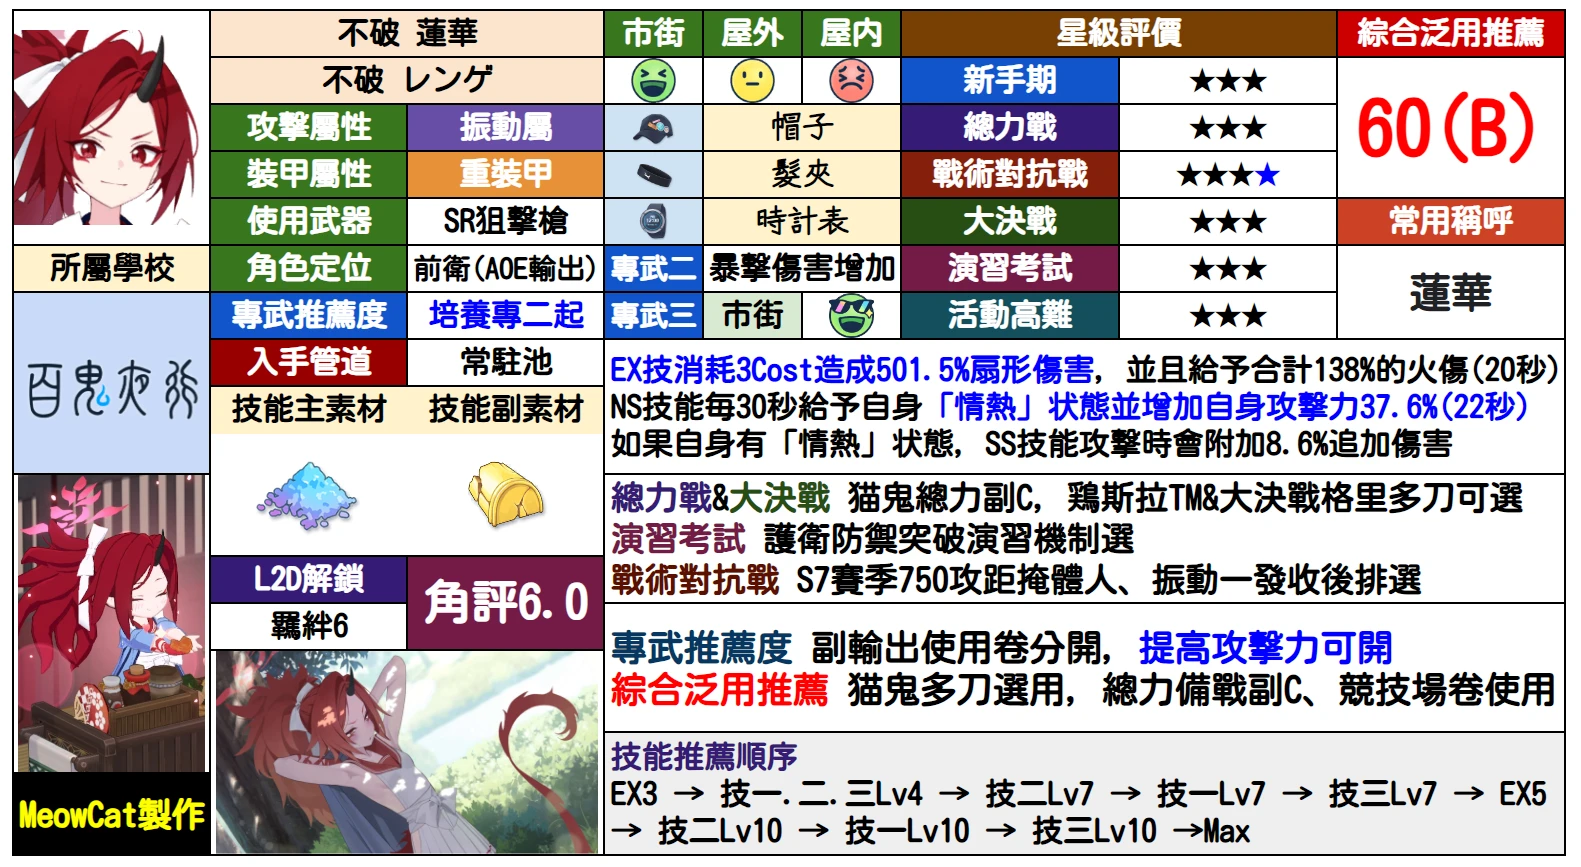 不破 蓮華
市街
屋外
屋内
星級評價
綜合泛用推薦
不破 レンゲ
新手期
★★★
60(B)
攻擊屬性
振動屬
帽子
總力戰
★★★
裝甲屬性
重裝甲
髮夾
戰術對抗戰
★★★★
使用武器
SR狙擊槍
時計表
大決戰
★★★
常用稱呼
所屬學校
角色定位
前衛(AOE輸出)
專武二
暴擊傷害增加
演習考試
★★★
蓮華
專武推薦度
培養專二起
專武三
市街
活動高難
★★★
百鬼夜行
入手管道
常駐池
EX技消耗3Cost造成501.5%扇形傷害, 並且給予合計138%的火傷(20秒)
NS技能每30秒給予自身「情熱」狀態並增加自身攻擊力37.6%(22秒)
如果自身有「情熱」狀態, SS技能攻擊時會附加8.6%追加傷害
技能主素材
技能副素材
總力戰&大決戰 猫鬼總力副C, 鶏斯拉TM&大決戰格里多刀可選
演習考試 護衛防禦突破演習機制選
戰術對抗戰 S7賽季750攻距掩體人、振動一發收後排選
L2D解鎖
角評6.0
羈絆6
專武推薦度 副輸出使用卷分開, 提高攻擊力可開
綜合泛用推薦 猫鬼多刀選用, 總力備戰副C、競技場卷使用
技能推薦順序
EX3 → 技一.二.三Lv4 → 技二Lv7 → 技一Lv7 → 技三Lv7 → EX5
→ 技二Lv10 → 技一Lv10 → 技三Lv10 →Max
MeowCat製作